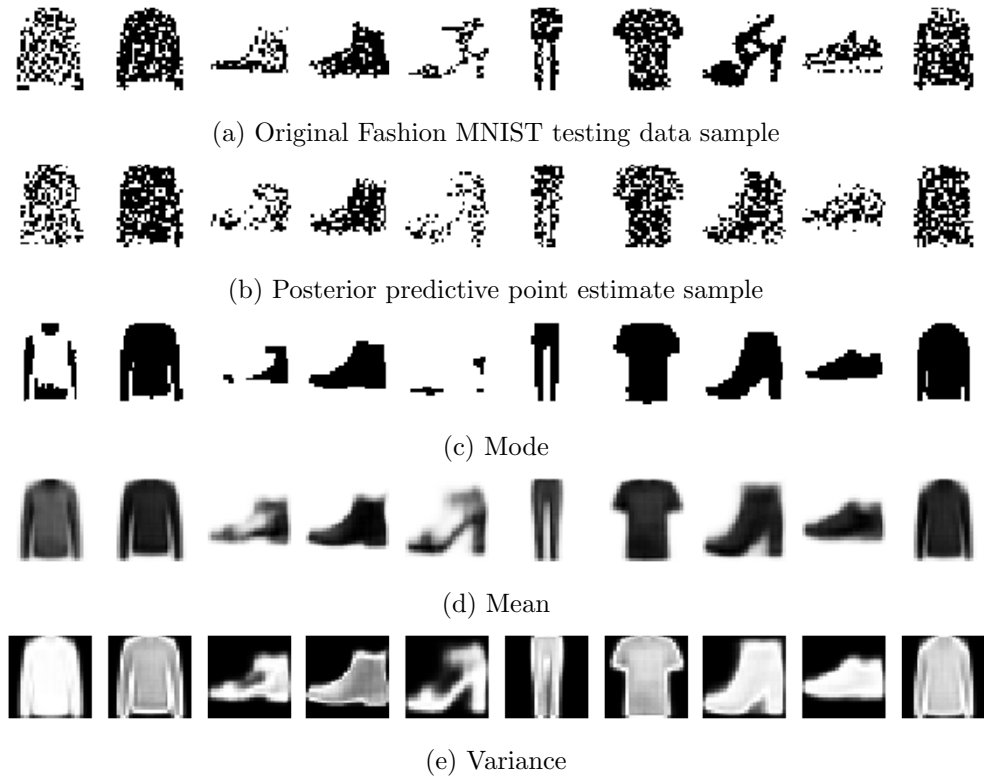 (a) Original Fashion MNIST testing data sample
(b) Posterior predictive point estimate sample
(c) Mode
(d) Mean
(e) Variance